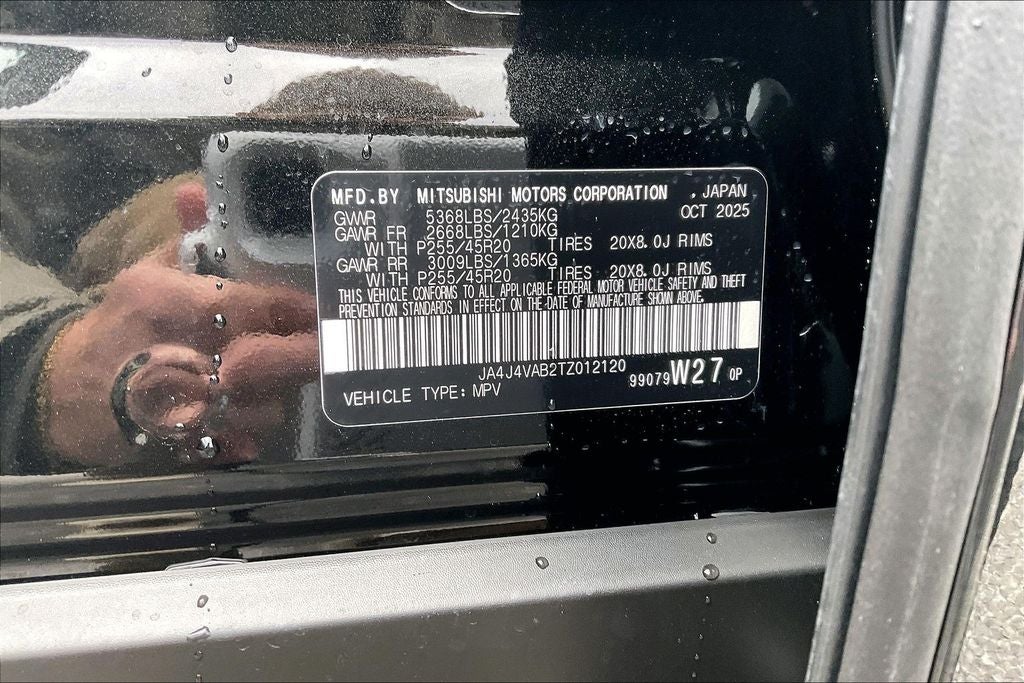 MFD.BY MITSUBISHI MOTORS CORPORATION , JAPAN
GVWR 5368LBS/2435KG OCT 2025
GAWR FR 2668LBS/1210KG
WITH P255/45R20 TIRES 20X8.0J RIMS
GAWR RR 3009LBS/1365KG
WITH P255/45R20 TIRES 20X8.0J RIMS
THIS VEHICLE CONFORMS TO ALL APPLICABLE FEDERAL MOTOR VEHICLE SAFETY AND THEFT
PREVENTION STANDARDS IN EFFECT ON THE DATE OF MANUFACTURE SHOWN ABOVE.
JA4J4VAB2TZ012120
VEHICLE TYPE: MPV 99079W27 0P